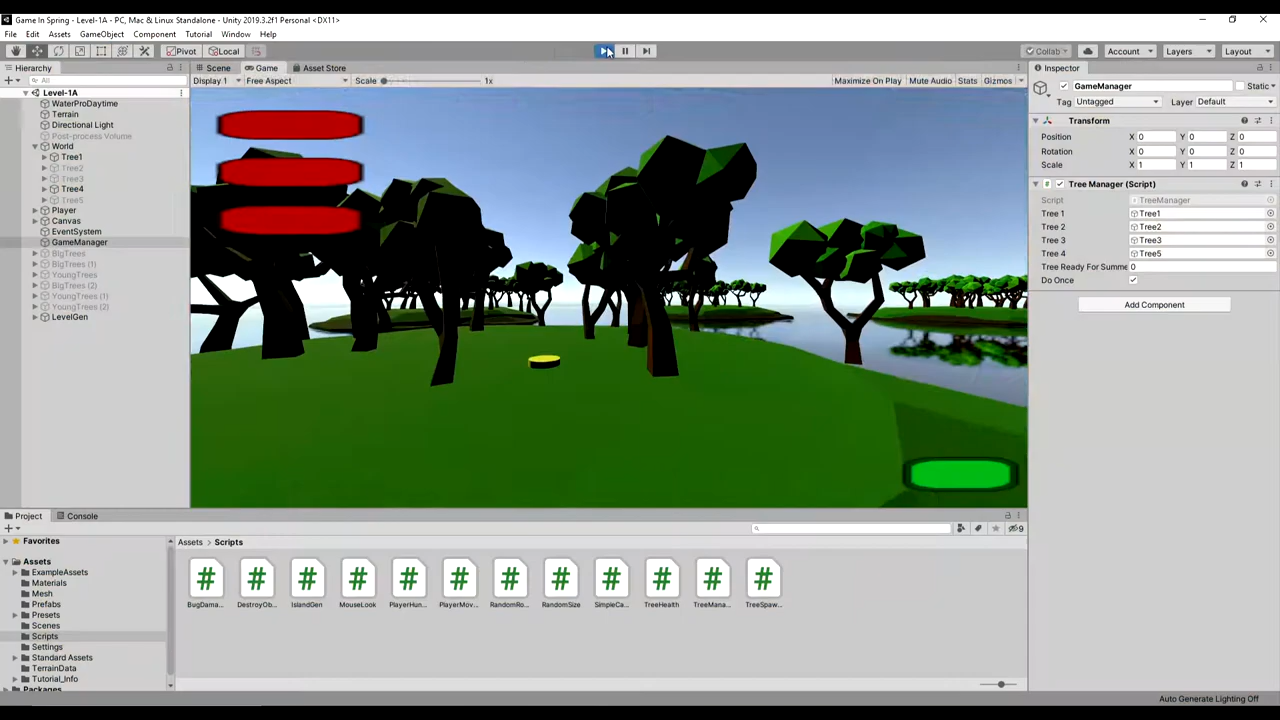 Game In Spring - Level-1A - PC, Mac & Linux Standalone - Unity 2019.3.2f1 Personal <DX11>
File Edit Assets GameObject Component Tutorial Window Help
Pivot Local Collab Account Layers Layout
Hierarchy
All
Level-1A
WaterProDaytime
Terrain
Directional Light
Post-process Volume
World
Tree1
Tree2
Tree3
Tree4
Tree5
Player
Canvas
EventSystem
GameManager
BigTrees
BigTrees (1)
YoungTrees
BigTrees (2)
YoungTrees (1)
YoungTrees (2)
LevelGen
Scene Game Asset Store
Display 1 Free Aspect Scale 1x Maximize On Play Mute Audio Stats Gizmos
Inspector
GameManager Static
Tag Untagged Layer Default
Transform
Position X 0 Y 0 Z 0
Rotation X 0 Y 0 Z 0
Scale X 1 Y 1 Z 1
Tree Manager (Script)
Script TreeManager
Tree 1 Tree1
Tree 2 Tree2
Tree 3 Tree3
Tree 4 Tree5
Tree Ready For Summe 0
Do Once
Add Component
Project Console
Favorites
Assets
ExampleAssets
Materials
Mesh
Prefabs
Presets
Scenes
Scripts
Settings
Standard Assets
TerrainData
Tutorial_Info
Packages
9
Assets > Scripts
BugDama... DestroyOb... IslandGen MouseLook PlayerHun... PlayerMov... RandomRo... RandomSize SimpleCa... TreeHealth TreeMana... TreeSpaw...
Auto Generate Lighting Off